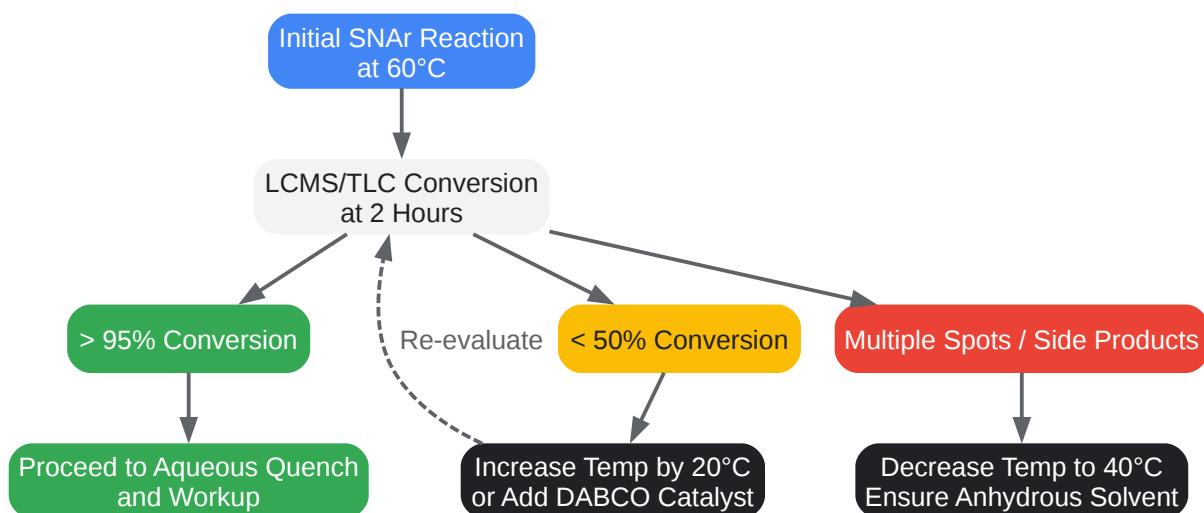 Initial SNAr Reaction
at 60°C
LCMS/TLC Conversion
at 2 Hours
Re-evaluate
> 95% Conversion
< 50% Conversion
Multiple Spots / Side Products
Proceed to Aqueous Quench
and Workup
Increase Temp by 20°C
or Add DABCO Catalyst
Decrease Temp to 40°C
Ensure Anhydrous Solvent